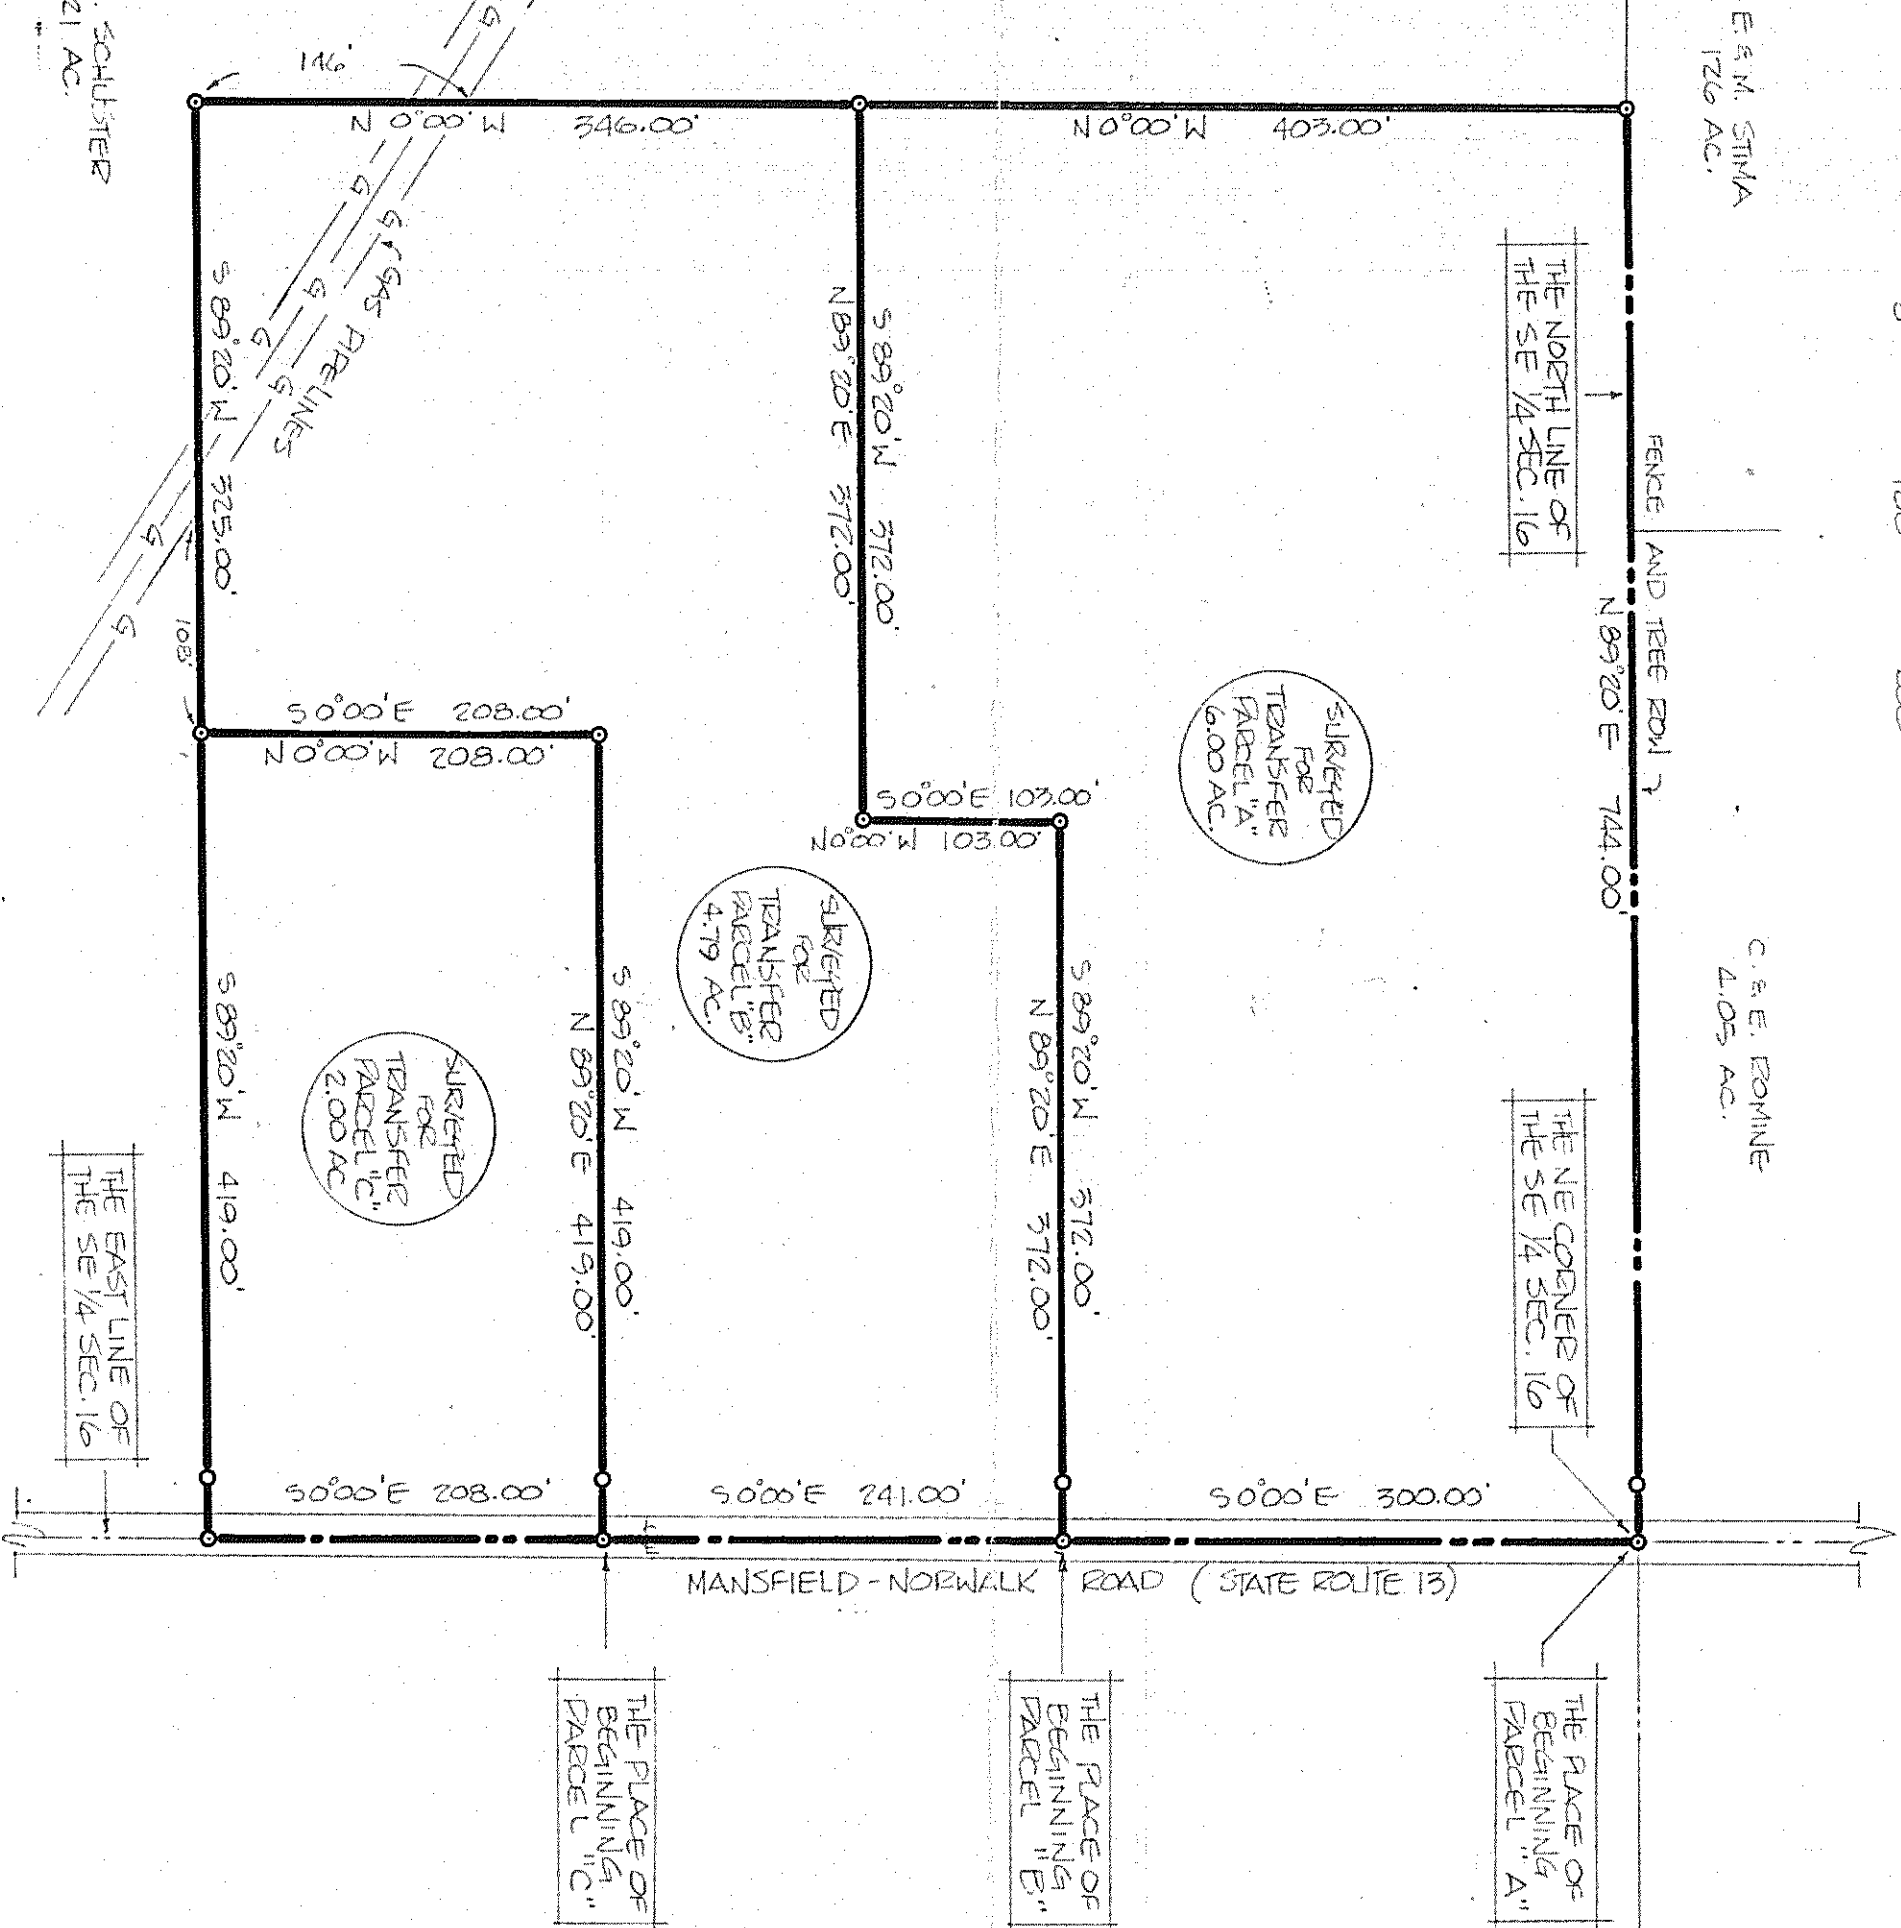 E. & M. STIMA
126 AC.
C. & E. ROMINE
4.05 AC.
FENCE AND TREE ROW
N 89°20' E 744.00'
THE NORTH LINE OF
THE SE 1/4 SEC. 16
THE NE CORNER OF
THE SE 1/4 SEC. 16
N 0°00' W 403.00'
S 0°00' E 300.00'
SURVEYED
FOR
TRANSFER
PARCEL "A"
6.00 AC.
S 89°20' W 372.00'
N 89°20' E 372.00'
S 0°00' E 103.00'
N 0°00' W 103.00'
S 89°20' W 372.00'
N 89°20' E 372.00'
THE PLACE OF
BEGINNING
PARCEL "A"
N 0°00' W 346.00'
146'
SURVEYED
FOR
TRANSFER
PARCEL "B"
4.79 AC.
S 0°00' E 241.00'
THE PLACE OF
BEGINNING
PARCEL "B"
G
G
G
G
G
G
G
G
G
GAS PIPELINES
S 89°20' W 325.00'
108'
S 0°00' E 208.00'
N 0°00' W 208.00'
S 89°20' W 419.00'
N 89°20' E 419.00'
SURVEYED
FOR
TRANSFER
PARCEL "C"
2.00 AC.
S 0°00' E 208.00'
S 89°20' W 419.00'
THE PLACE OF
BEGINNING
PARCEL "C"
MANSFIELD - NORWALK ROAD (STATE ROUTE 13)
THE EAST LINE OF
THE SE 1/4 SEC. 16
SCHUSTER
21 AC.